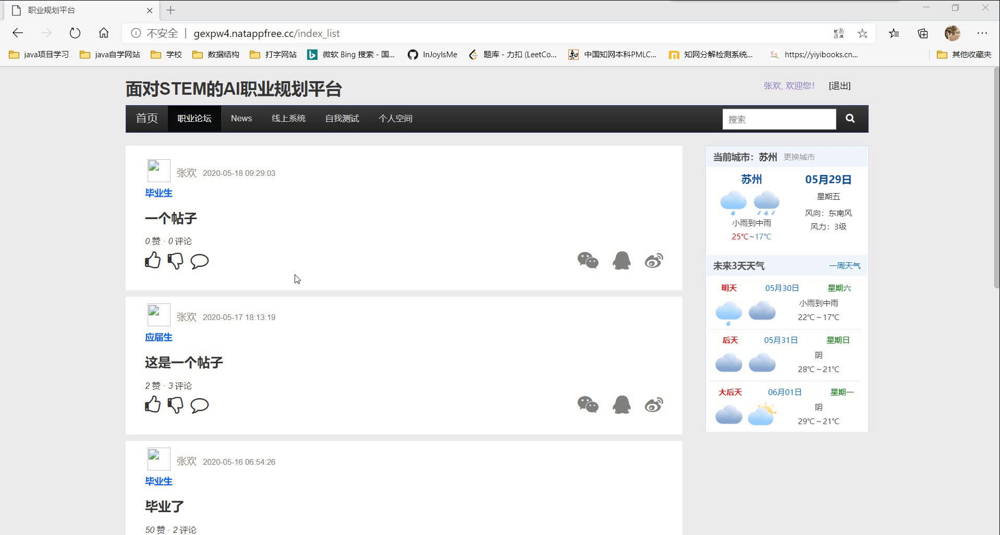 职业规划平台
不安全 | gexpw4.natappfree.cc/index_list
java项目学习 java自学网站 学校 数据结构 打字网站 微软 Bing 搜索 - 国... InJoyIsMe 题库 - 力扣 (LeetCo... 中国知网本科PMLC... 知网分解检测系统... https://yiyibooks.cn... 其他收藏夹
面对STEM的AI职业规划平台
张欢, 欢迎您! [退出]
首页 职业论坛 News 线上系统 自我测试 个人空间 搜索
张欢 2020-05-18 09:29:03
毕业生
一个帖子
0 赞 · 0 评论
张欢 2020-05-17 18:13:19
应届生
这是一个帖子
2 赞 · 3 评论
张欢 2020-05-16 06:54:26
毕业生
毕业了
50 赞 · 2 评论
当前城市：苏州 更换城市
苏州 05月29日
星期五
风向：东南风
小雨到中雨
风力：3级
25℃~17℃
未来3天天气 一周天气
明天 05月30日 星期六
小雨到中雨
22℃ ~ 17℃
后天 05月31日 星期日
阴
28℃ ~ 21℃
大后天 06月01日 星期一
阴
29℃ ~ 21℃